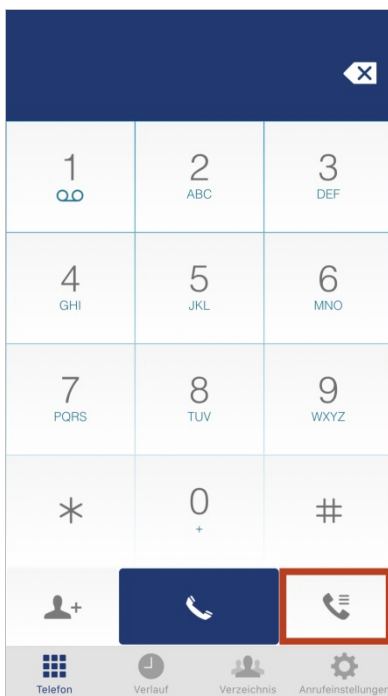 1 2 3
ABC DEF
4 5 6
GHI JKL MNO
7 8 9
PQRS TUV WXYZ
* 0 #
+
+
Telefon Verlauf Verzeichnis Anrufeinstellungen